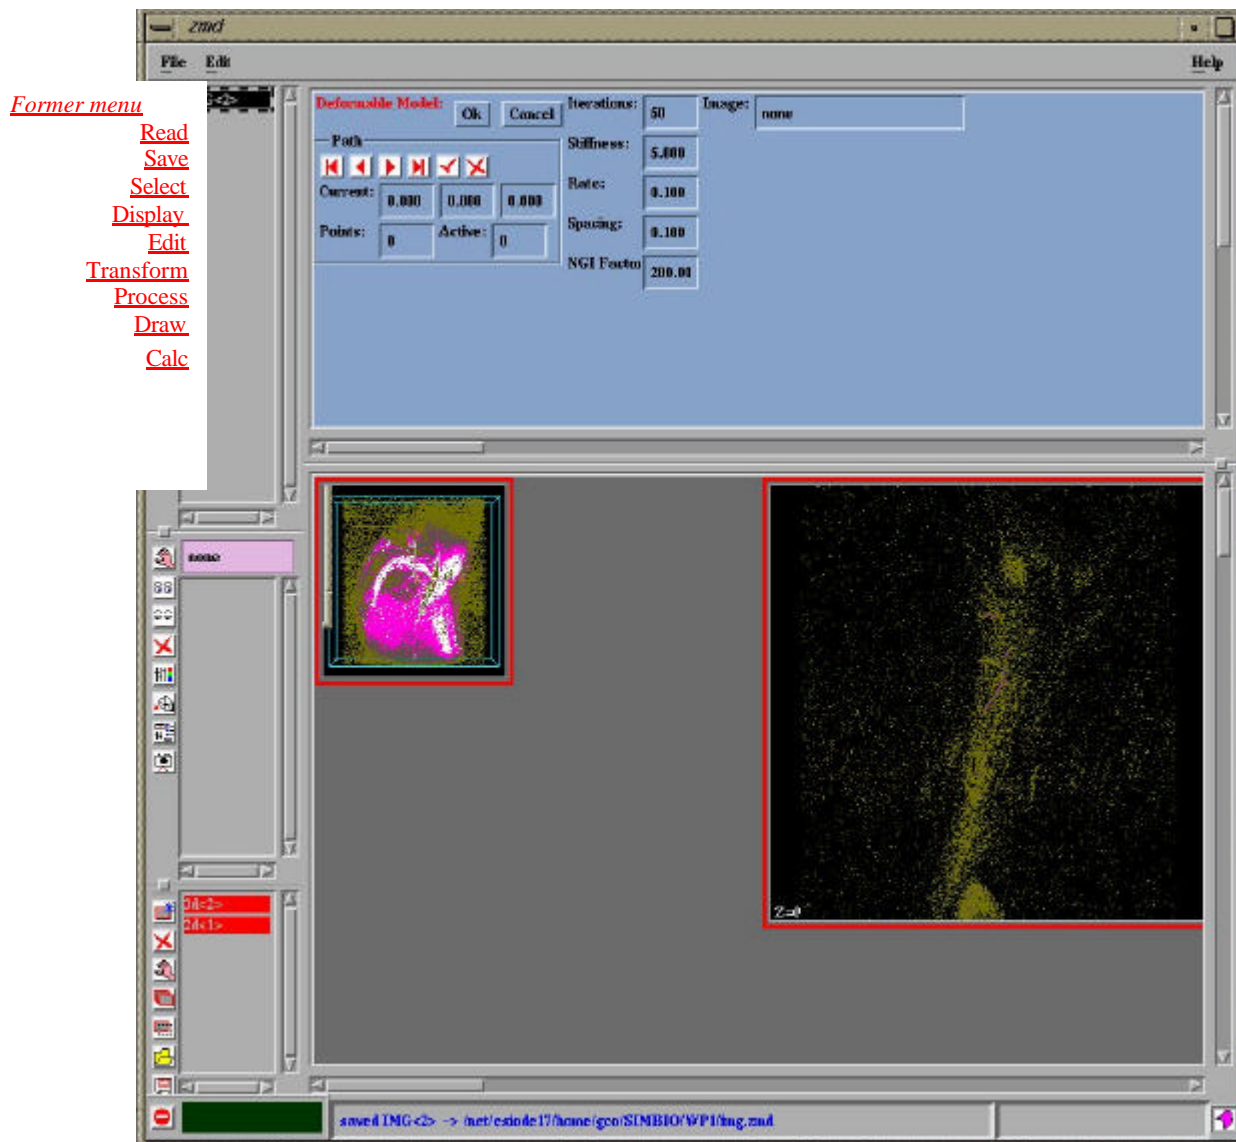 zmd
File Edit Help
Former menu
Read
Save
Select
Display
Edit
Transform
Process
Draw
Calc
Deformable Model: Ok Cancel
Iterations: 50
Image: none
Path
Stiffness: 5.000
Current: 0.000 0.000 0.000
Rate: 0.100
Points: 0 Active: 0
Spacing: 0.100
NGI Factor 200.00
none
3d<2>
2d<1>
Z=0
saved IMG<2> -> /net/esiode17/home/gco/SIMBIO/WP1/img.zmd